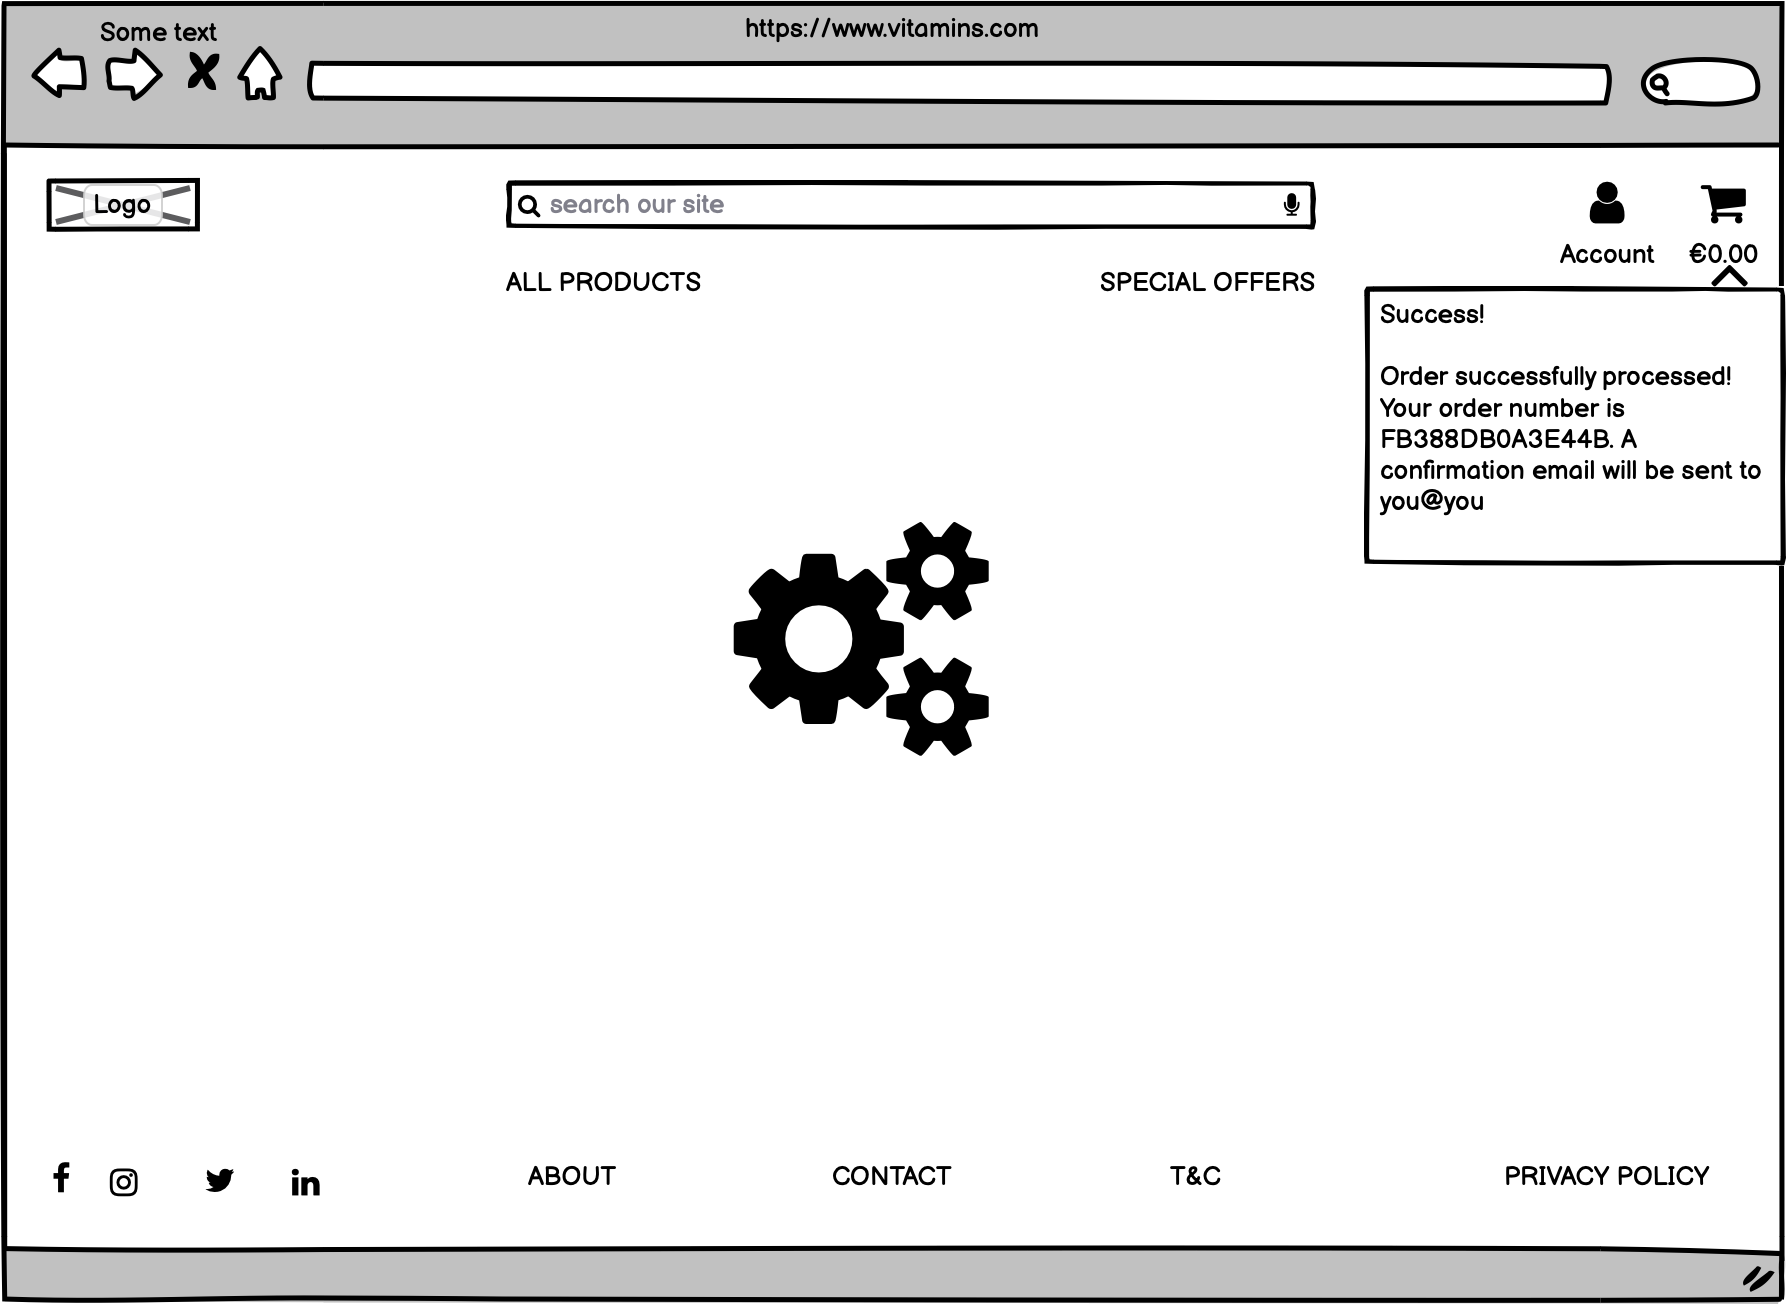 Some text
https://www.vitamins.com
Logo
search our site
Account
€0.00
ALL PRODUCTS
SPECIAL OFFERS
Success!
Order successfully processed!
Your order number is
FB388DB0A3E44B. A
confirmation email will be sent to
you@you
ABOUT
CONTACT
T&C
PRIVACY POLICY